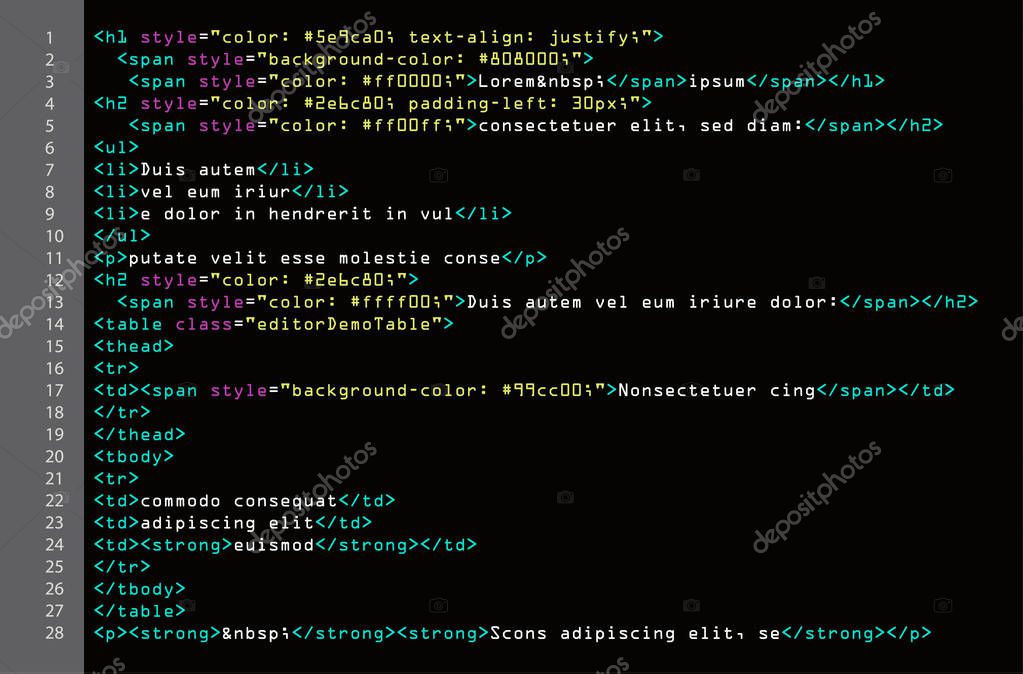 1 <h1 style="color: #5e9ca0; text-align: justify;">
2 <span style="background-color: #808000;">
3 <span style="color: #ff0000;">Lorem&nbsp;</span>ipsum</span></h1>
4 <h2 style="color: #2e6c80; padding-left: 30px;">
5 <span style="color: #ff00ff;">consectetuer elit, sed diam:</span></h2>
6 <ul>
7 <li>Duis autem</li>
8 <li>vel eum iriur</li>
9 <li>e dolor in hendrerit in vul</li>
10 </ul>
11 <p>putate velit esse molestie conse</p>
12 <h2 style="color: #2e6c80;">
13 <span style="color: #ffff00;">Duis autem vel eum iriure dolor:</span></h2>
14 <table class="editorDemoTable">
15 <thead>
16 <tr>
17 <td><span style="background-color: #99cc00;">Nonsectetuer cing</span></td>
18 </tr>
19 </thead>
20 <tbody>
21 <tr>
22 <td>commodo consequat</td>
23 <td>adipiscing elit</td>
24 <td><strong>euismod</strong></td>
25 </tr>
26 </tbody>
27 </table>
28 <p><strong>&nbsp;</strong><strong>Scons adipiscing elit, se</strong></p>
depositphotos
depositphotos
depositphotos
depositphotos
depositphotos
depositphotos